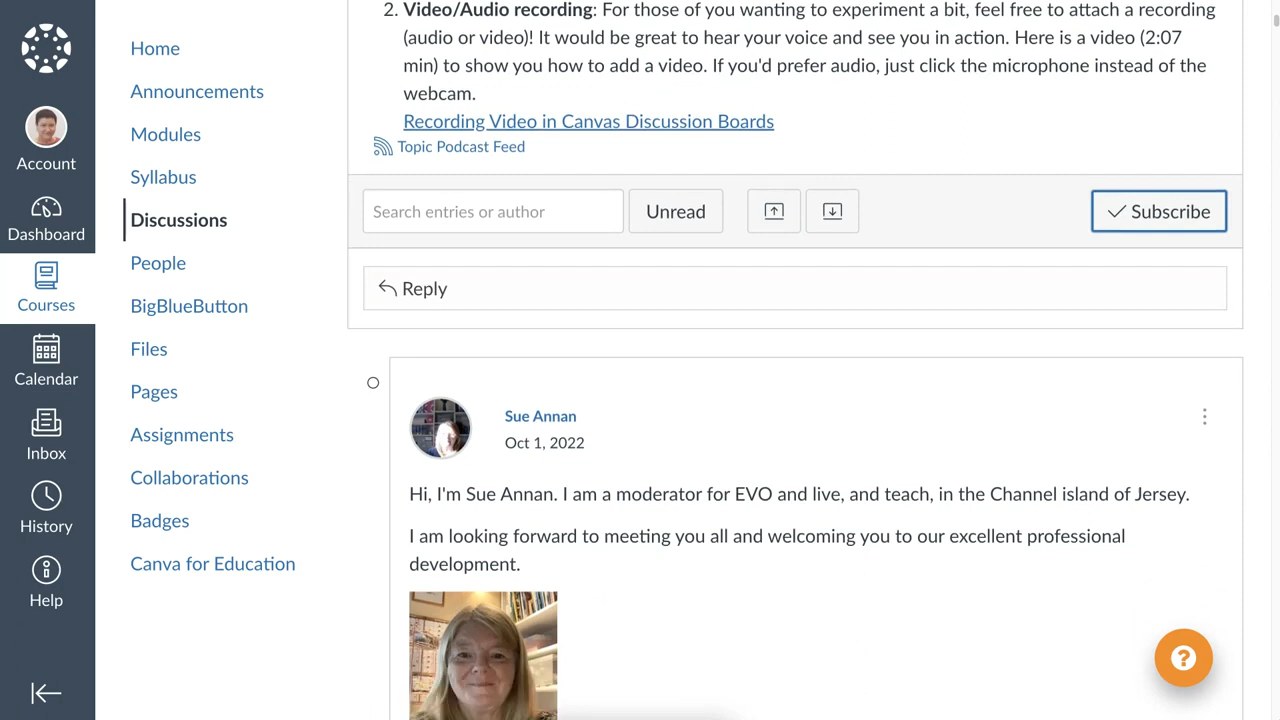 Account
Dashboard
Courses
Calendar
Inbox
History
Help
Home
Announcements
Modules
Syllabus
Discussions
People
BigBlueButton
Files
Pages
Assignments
Collaborations
Badges
Canva for Education
2. Video/Audio recording: For those of you wanting to experiment a bit, feel free to attach a recording
(audio or video)! It would be great to hear your voice and see you in action. Here is a video (2:07
min) to show you how to add a video. If you'd prefer audio, just click the microphone instead of the
webcam.
Recording Video in Canvas Discussion Boards
Topic Podcast Feed
Search entries or author
Unread
Subscribe
Reply
Sue Annan
Oct 1, 2022
Hi, I'm Sue Annan. I am a moderator for EVO and live, and teach, in the Channel island of Jersey.
I am looking forward to meeting you all and welcoming you to our excellent professional
development.